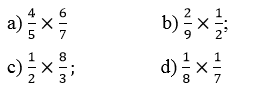 a) 4/5 × 6/7 b) 2/9 × 1/2;
c) 1/2 × 8/3; d) 1/8 × 1/7